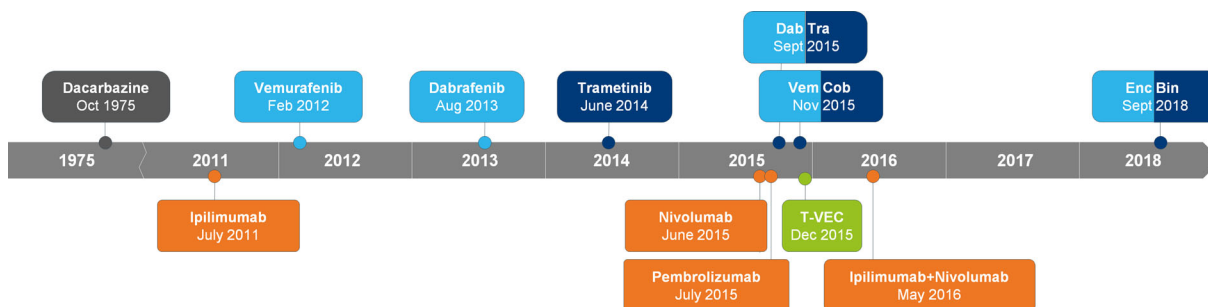 Dab Tra
Sept 2015
Dacarbazine
Oct 1975
Vemurafenib
Feb 2012
Dabrafenib
Aug 2013
Trametinib
June 2014
Vem Cob
Nov 2015
Enc Bin
Sept 2018
1975
2011
2012
2013
2014
2015
2016
2017
2018
Ipilimumab
July 2011
Nivolumab
June 2015
T-VEC
Dec 2015
Pembrolizumab
July 2015
Ipilimumab+Nivolumab
May 2016